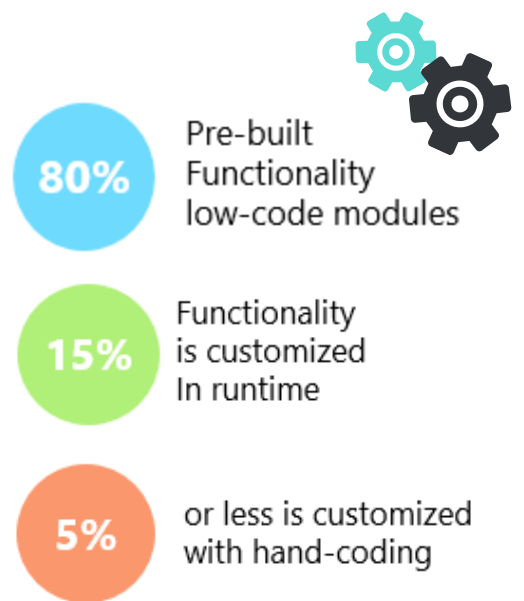 80%
Pre-built
Functionality
low-code modules
15%
Functionality
is customized
In runtime
5%
or less is customized
with hand-coding